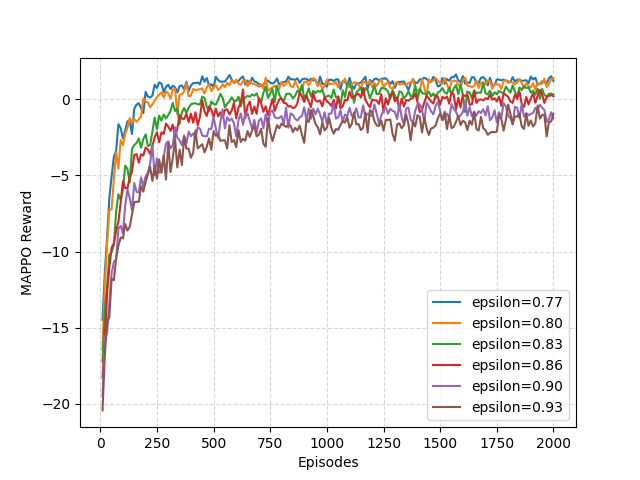 0
−5
−10
−15
−20
MAPPO Reward
0
250
500
750
1000
1250
1500
1750
2000
Episodes
epsilon=0.77
epsilon=0.80
epsilon=0.83
epsilon=0.86
epsilon=0.90
epsilon=0.93